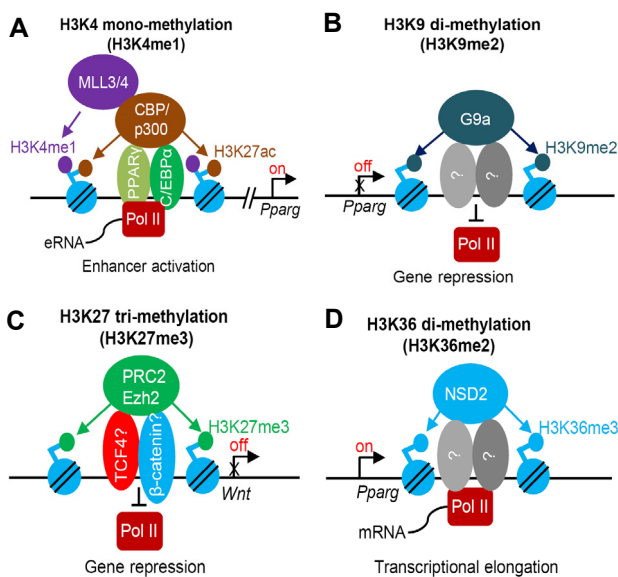 A
H3K4 mono-methylation
(H3K4me1)
MLL3/4
CBP/
p300
H3K4me1
H3K27ac
PPARγ
C/EBPα
on
Pparg
Pol II
eRNA
Enhancer activation
B
H3K9 di-methylation
(H3K9me2)
G9a
H3K9me2
off
?
?
Pparg
Pol II
Gene repression
C
H3K27 tri-methylation
(H3K27me3)
PRC2
Ezh2
H3K27me3
TCF4?
β-catenin?
off
Wnt
Pol II
Gene repression
D
H3K36 di-methylation
(H3K36me2)
NSD2
H3K36me3
on
?
?
Pparg
Pol II
mRNA
Transcriptional elongation